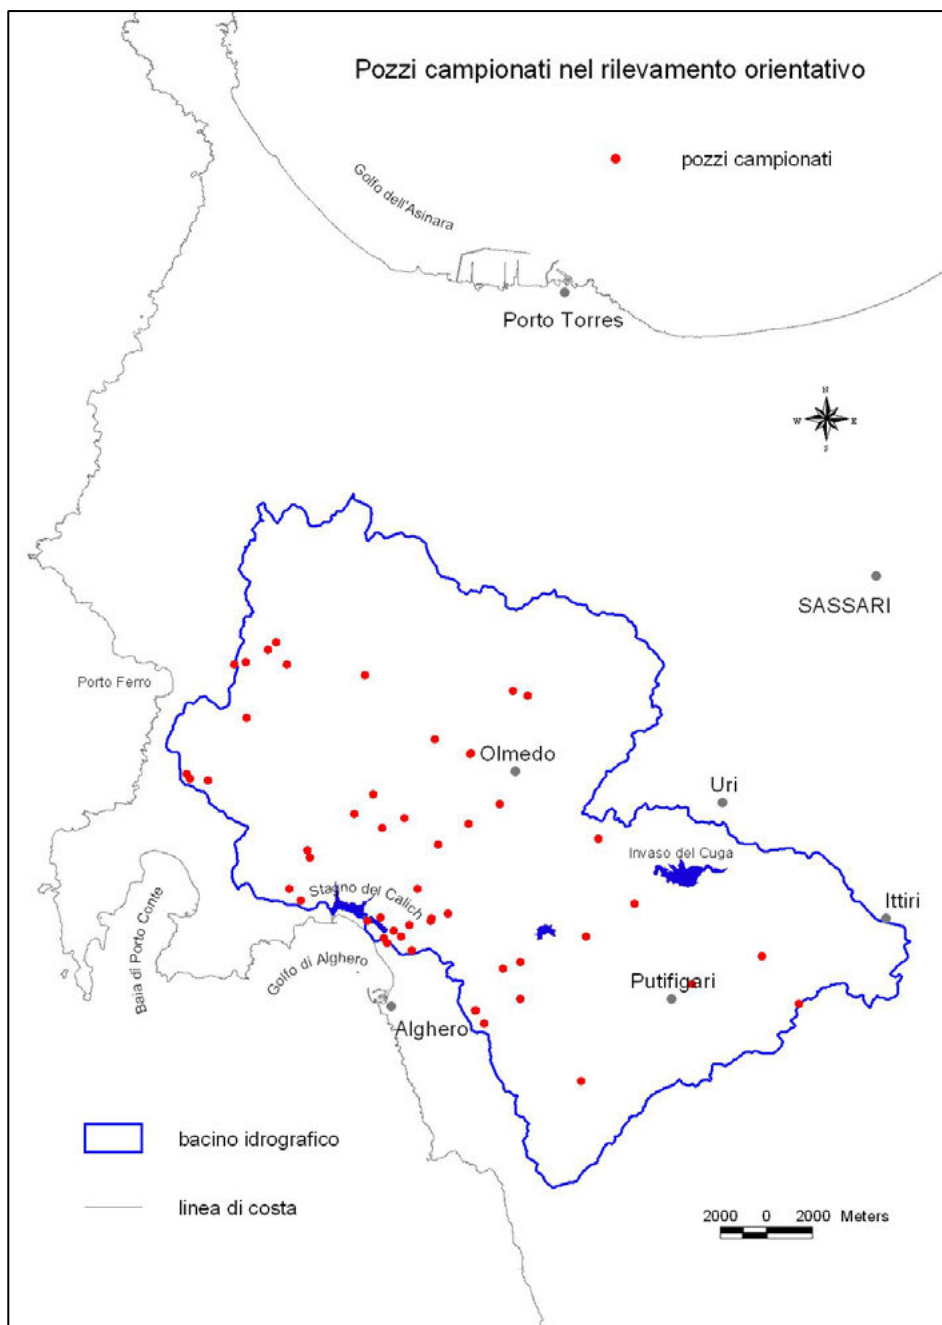 Pozzi campionati nel rilevamento orientativo
pozzi campionati
Golfo dell'Asinara
Porto Torres
N
W E
S
SASSARI
Porto Ferro
Olmedo
Uri
Invaso del Cuga
Stagno del Calich
Ittiri
Baia di Porto Conte
Golfo di Alghero
Putifigari
Alghero
bacino idrografico
linea di costa
2000 0 2000 Meters